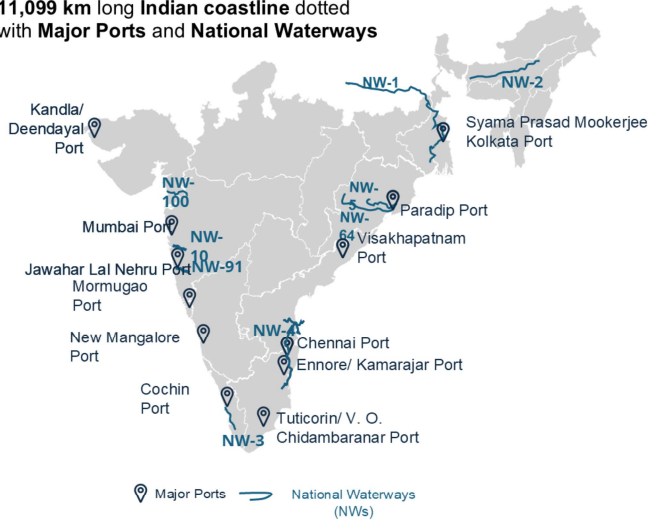 11,099 km long Indian coastline dotted
with Major Ports and National Waterways
NW-1
NW-2
Kandla/
Deendayal
Port
Syama Prasad Mookerjee
Kolkata Port
NW-
100
NW-
5
Paradip Port
NW-
64
Mumbai Port
Visakhapatnam
Port
NW-
10
NW-91
Jawahar Lal Nehru Port
Mormugao
Port
New Mangalore
Port
NW-4
Chennai Port
Ennore/ Kamarajar Port
Cochin
Port
Tuticorin/ V. O.
Chidambaranar Port
NW-3
Major Ports
National Waterways
(NWs)